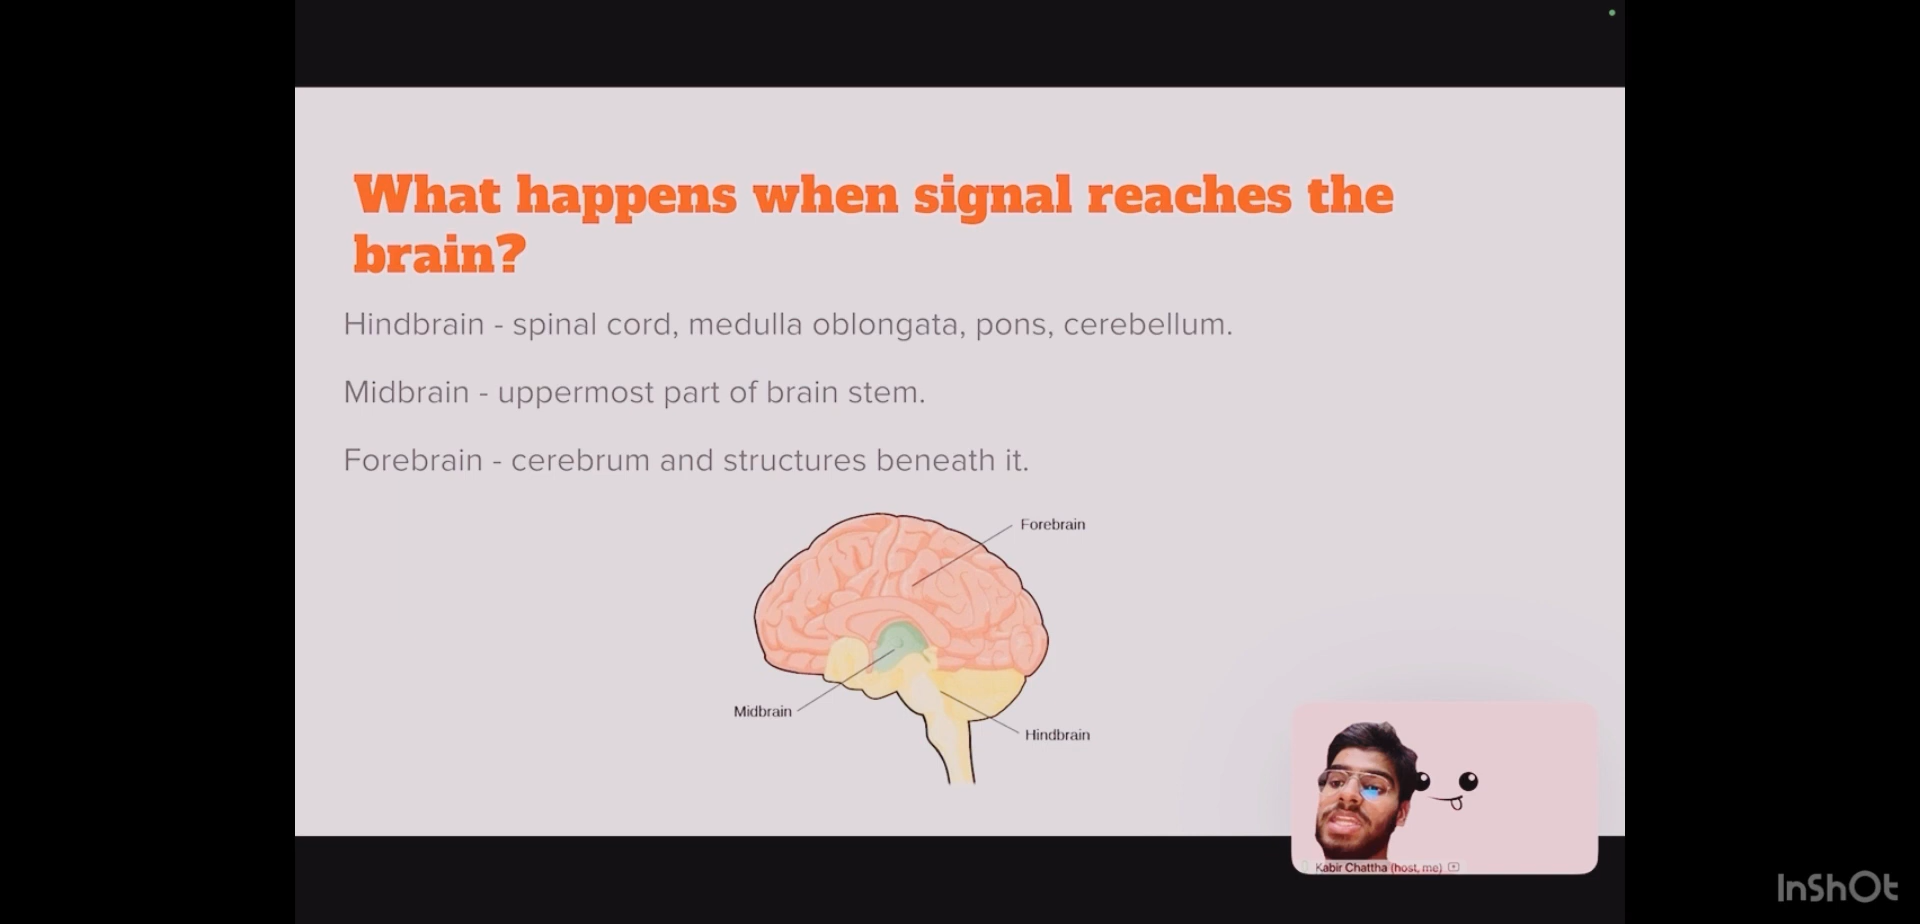 What happens when signal reaches the
brain?
Hindbrain - spinal cord, medulla oblongata, pons, cerebellum.
Midbrain - uppermost part of brain stem.
Forebrain - cerebrum and structures beneath it.
Forebrain
Midbrain
Hindbrain
Kabir Chattha (host, me)
InShOt